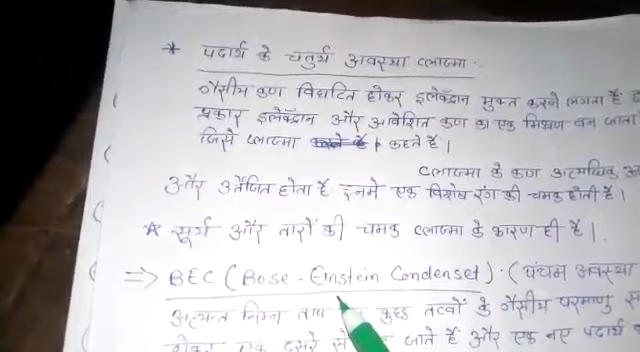 * पदार्थ के चतुर्थ अवस्था प्लाज्मा :-
गैसीय कण विघटित होकर इलेक्ट्रॉन मुक्त करने लगता है
प्रकार इलेक्ट्रॉन और आवेशित कण का एक मिश्रण बन जाता
जिसे प्लाज्मा कहते है।
प्लाज्मा के कण अत्यधिक
और उत्तेजित होता है इनमे एक विशेष रंग की चमक होती है।
* सूर्य और तारों की चमक प्लाज्मा के कारण ही है।
=> BEC (Bose - Einstein Condenset) . (पंचम अवस्था
अत्यन्त निम्न ताप कुछ तत्वों के गैसीय परमाणु
होकर एक दूसरे से जाते है और एक नए पदार्थ